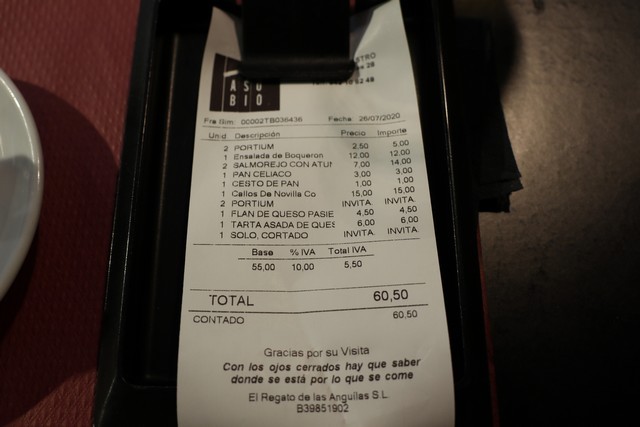 ASU
BIO
Fra Sim: 00002TB036436 Fecha: 26/07/2020
Unid Descripción Precio Importe
2 PORTIUM 2,50 5,00
1 Ensalada de Boqueron 12,00 12,00
2 SALMOREJO CON ATUN 7,00 14,00
1 PAN CELIACO 3,00 3,00
1 CESTO DE PAN 1,00 1,00
1 Callos De Novilla Co 15,00 15,00
2 PORTIUM INVITA. INVITA.
1 FLAN DE QUESO PASIE 4,50 4,50
1 TARTA ASADA DE QUES 6,00 6,00
1 SOLO, CORTADO INVITA. INVITA.
Base % IVA Total IVA
55,00 10,00 5,50
TOTAL 60,50
CONTADO 60,50
Gracias por su Visita
Con los ojos cerrados hay que saber
donde se está por lo que se come
El Regato de las Anguilas S.L.
B39851902